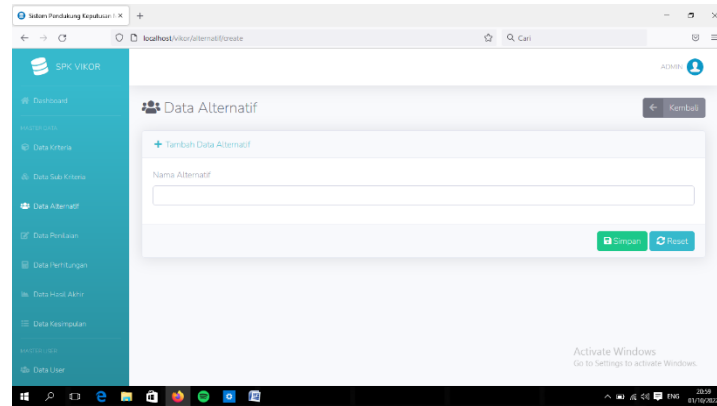 Sistem Pendukung Keputusan
localhost/vikor/alternatif/create
Cari
SPK VIKOR
ADMIN
Dashboard
Data Alternatif
Kembali
MASTER DATA
Data Kriteria
Tambah Data Alternatif
Data Sub Kriteria
Nama Alternatif
Data Alternatif
Data Penilaian
Simpan
Reset
Data Perhitungan
Data Hasil Akhir
Data Kesimpulan
MASTER USER
Data User
Activate Windows
Go to Settings to activate Windows.
ENG
20:59